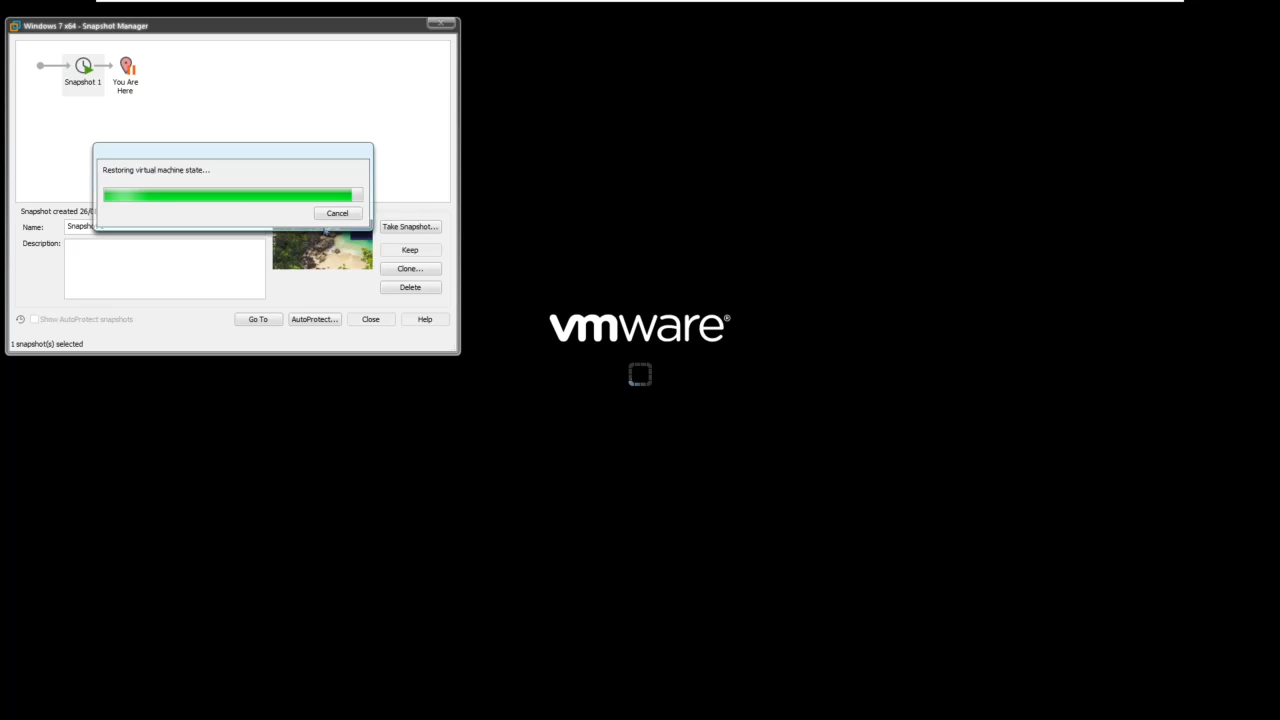 Windows 7 x64 - Snapshot Manager
Snapshot 1
You Are
Here
Restoring virtual machine state...
Cancel
Snapshot created
Name:
Take Snapshot...
Description:
Keep
Clone...
Delete
Show AutoProtect snapshots
Go To
AutoProtect...
Close
Help
1 snapshot(s) selected
vmware®